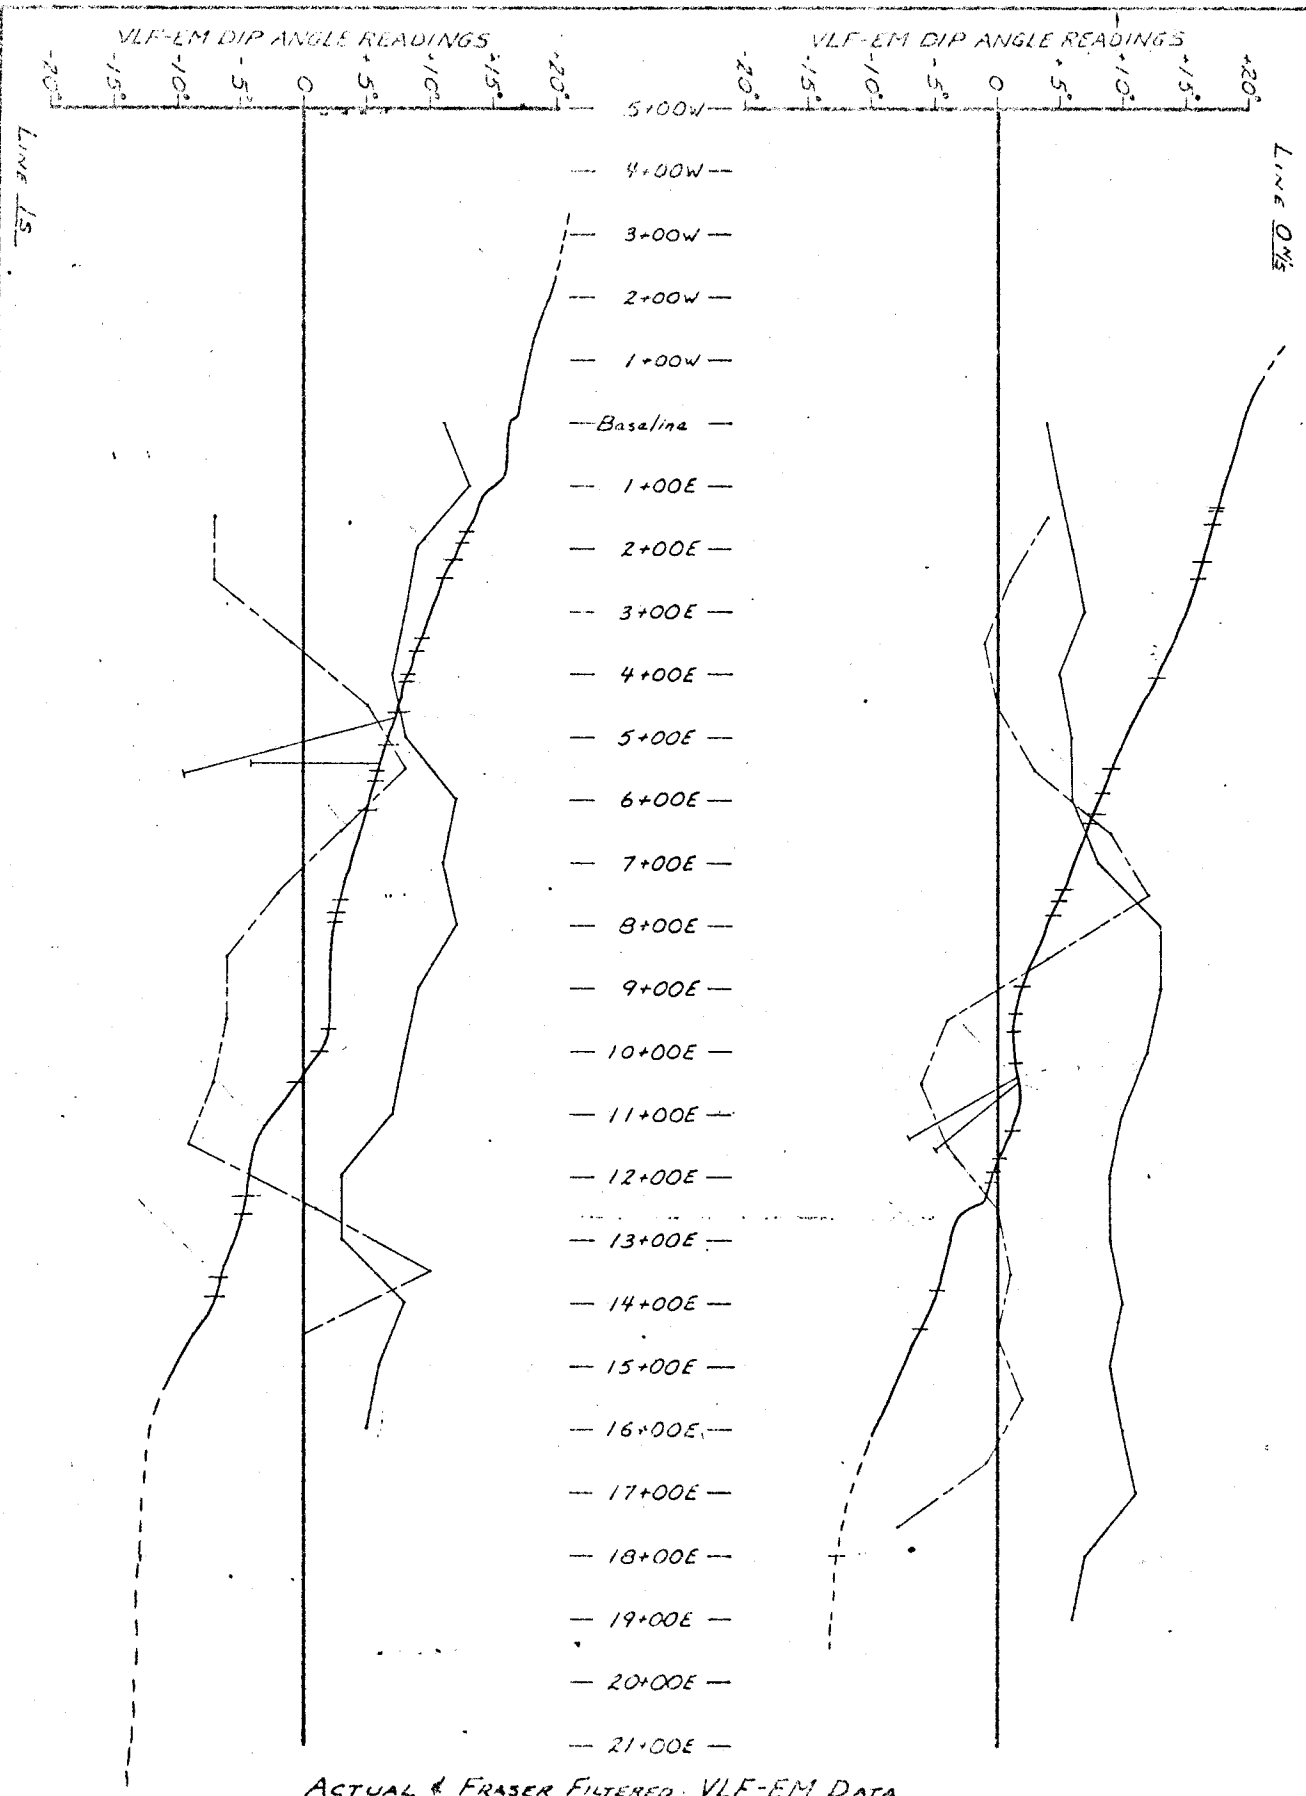 VLF-EM DIP ANGLE READINGS
-20° -15° -10° -5° 0 +5° +10° +15° +20°
LINE 1S
VLF-EM DIP ANGLE READINGS
-20° -15° -10° -5° 0 +5° +10° +15° +20°
LINE 0 N/S
5+00W
4+00W
3+00W
2+00W
1+00W
Baseline
1+00E
2+00E
3+00E
4+00E
5+00E
6+00E
7+00E
8+00E
9+00E
10+00E
11+00E
12+00E
13+00E
14+00E
15+00E
16+00E
17+00E
18+00E
19+00E
20+00E
21+00E
ACTUAL & FRASER FILTERED VLF-EM DATA